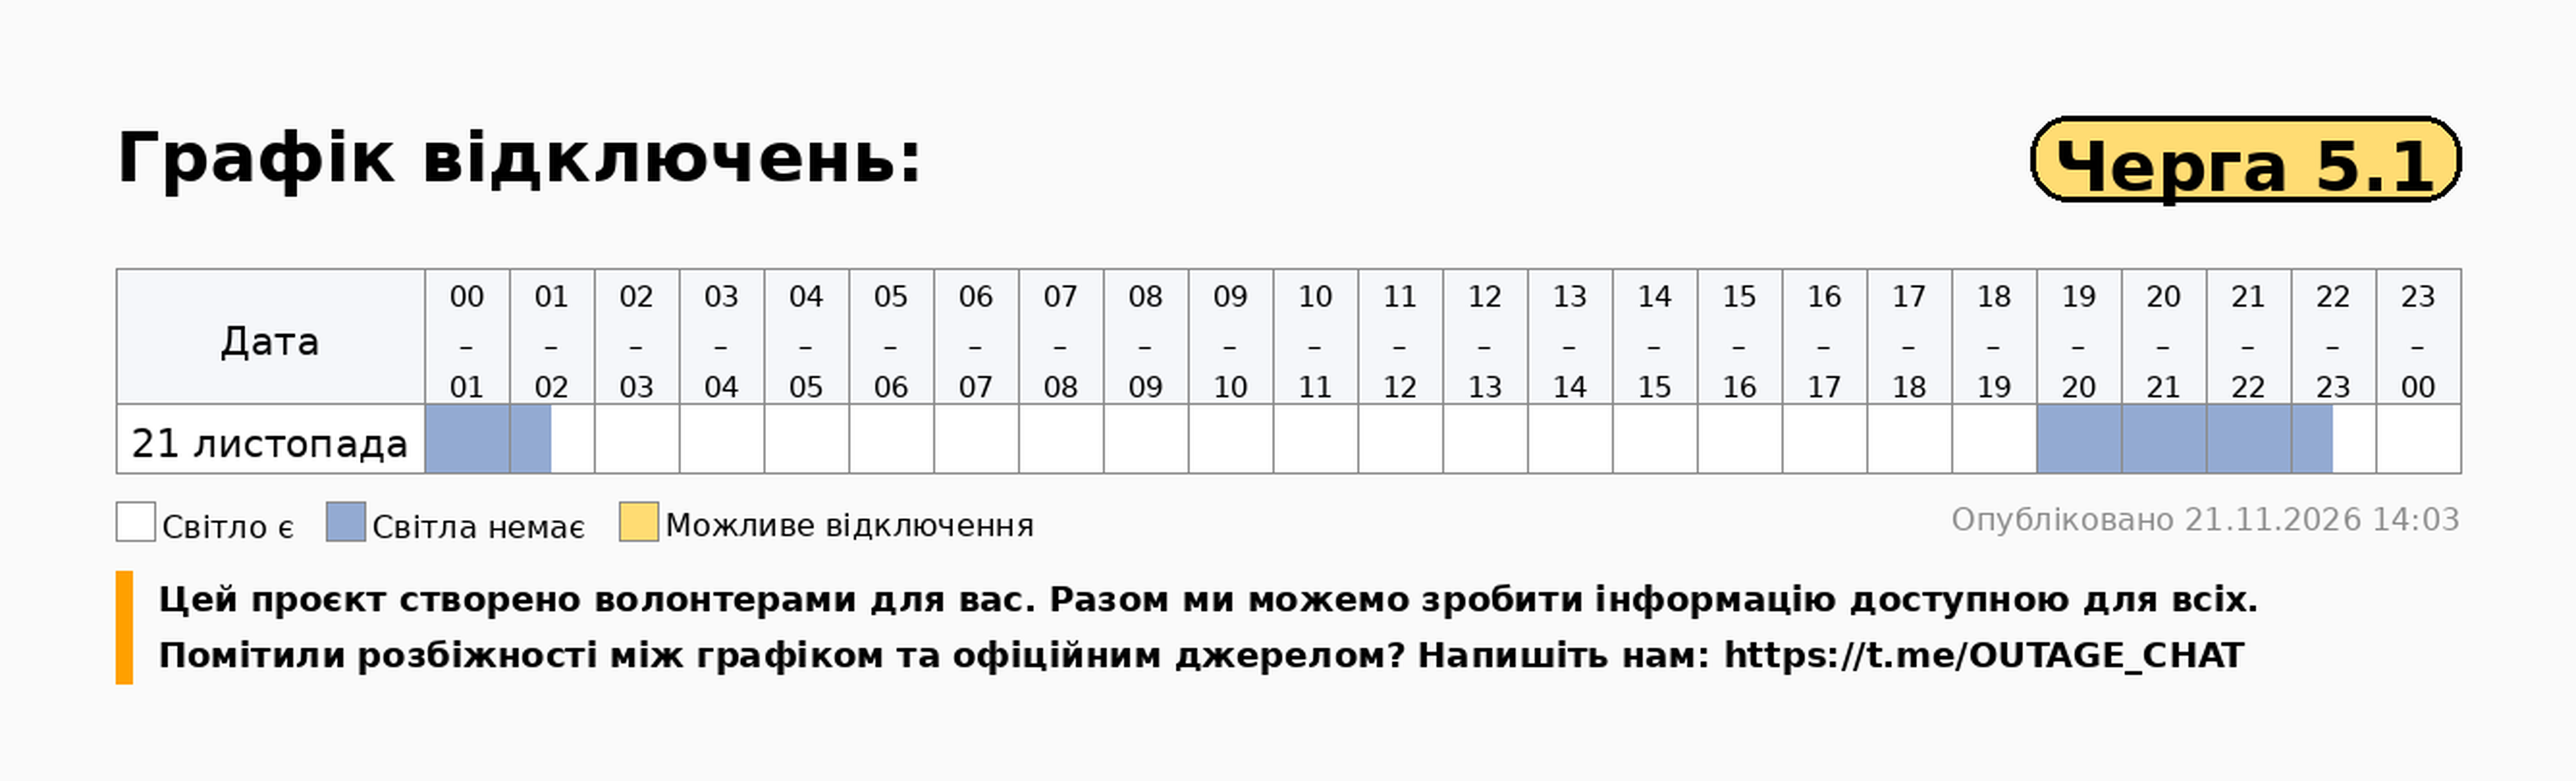 Графік відключень:
Черга 5.1
Дата
00 – 01
01 – 02
02 – 03
03 – 04
04 – 05
05 – 06
06 – 07
07 – 08
08 – 09
09 – 10
10 – 11
11 – 12
12 – 13
13 – 14
14 – 15
15 – 16
16 – 17
17 – 18
18 – 19
19 – 20
20 – 21
21 – 22
22 – 23
23 – 00
21 листопада
Світло є
Світла немає
Можливе відключення
Опубліковано 21.11.2026 14:03
Цей проєкт створено волонтерами для вас. Разом ми можемо зробити інформацію доступною для всіх.
Помітили розбіжності між графіком та офіційним джерелом? Напишіть нам: https://t.me/OUTAGE_CHAT